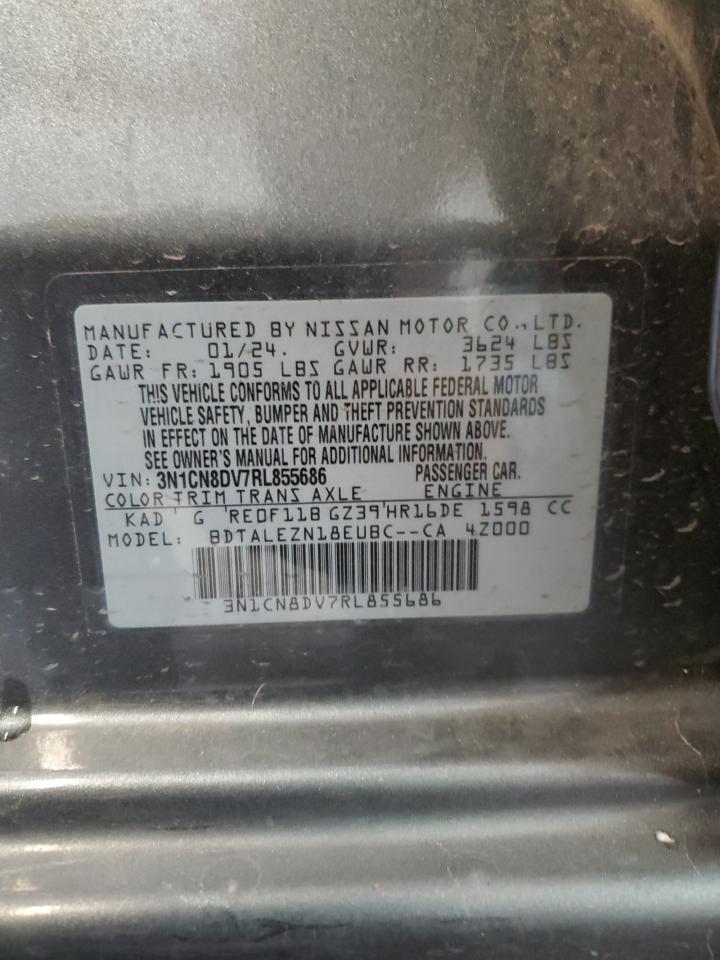 MANUFACTURED BY NISSAN MOTOR CO.,LTD.
DATE: 01/24. GVWR: 3624 LBS
GAWR FR: 1905 LBS GAWR RR: 1735 LBS
THIS VEHICLE CONFORMS TO ALL APPLICABLE FEDERAL MOTOR
VEHICLE SAFETY, BUMPER AND THEFT PREVENTION STANDARDS
IN EFFECT ON THE DATE OF MANUFACTURE SHOWN ABOVE.
SEE OWNER'S MANUAL FOR ADDITIONAL INFORMATION.
VIN: 3N1CN8DV7RL855686 PASSENGER CAR.
COLOR TRIM TRANS AXLE ENGINE
KAD G RE0F11B GZ39 HR16DE 1598 CC
MODEL: BDTALEZN18EUBC--CA 4Z000
3N1CN8DV7RL855686